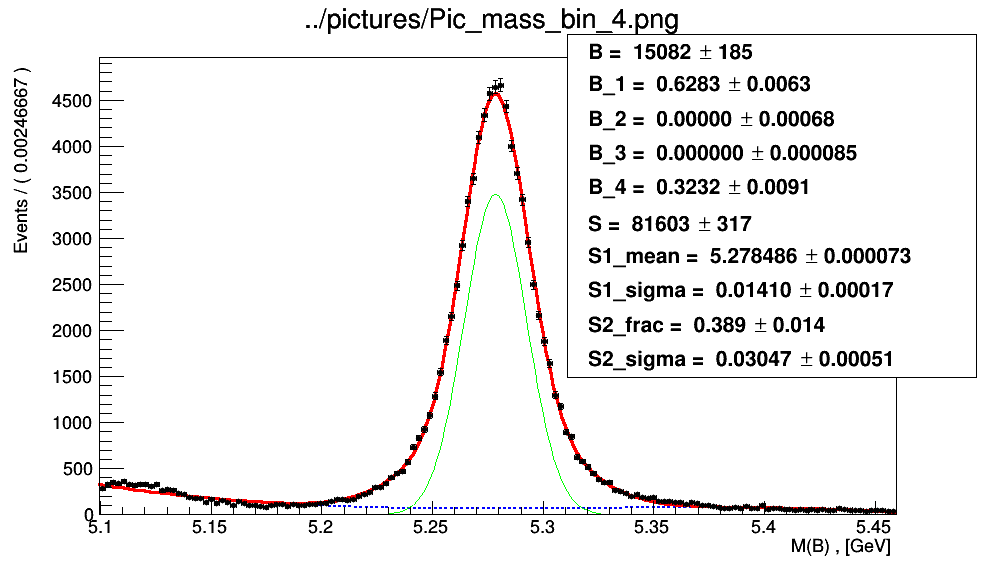 ../pictures/Pic_mass_bin_4.png
B = 15082 ± 185
B_1 = 0.6283 ± 0.0063
B_2 = 0.00000 ± 0.00068
B_3 = 0.000000 ± 0.000085
B_4 = 0.3232 ± 0.0091
S = 81603 ± 317
S1_mean = 5.278486 ± 0.000073
S1_sigma = 0.01410 ± 0.00017
S2_frac = 0.389 ± 0.014
S2_sigma = 0.03047 ± 0.00051
Events / ( 0.00246667 )
4500
4000
3500
3000
2500
2000
1500
1000
500
0
5.1 5.15 5.2 5.25 5.3 5.35 5.4 5.45
M(B) , [GeV]